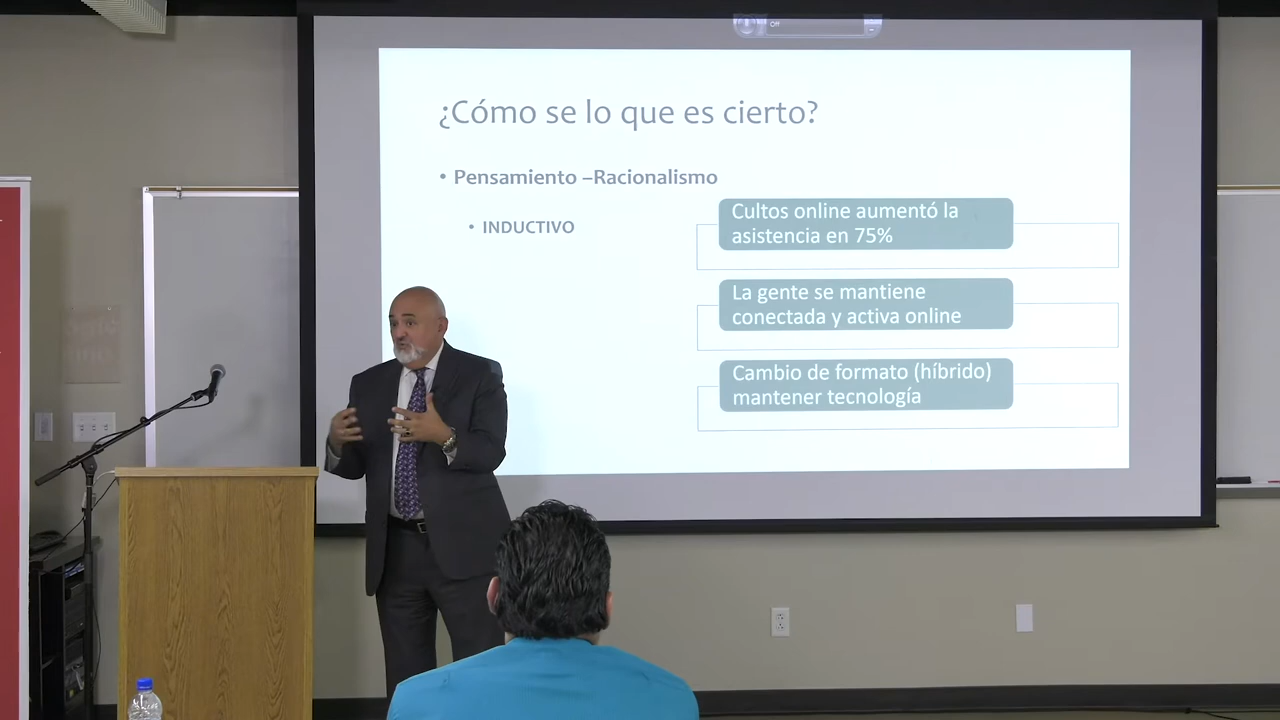 Off
¿Cómo se lo que es cierto?
• Pensamiento –Racionalismo
• INDUCTIVO
Cultos online aumentó la
asistencia en 75%
La gente se mantiene
conectada y activa online
Cambio de formato (híbrido)
mantener tecnología